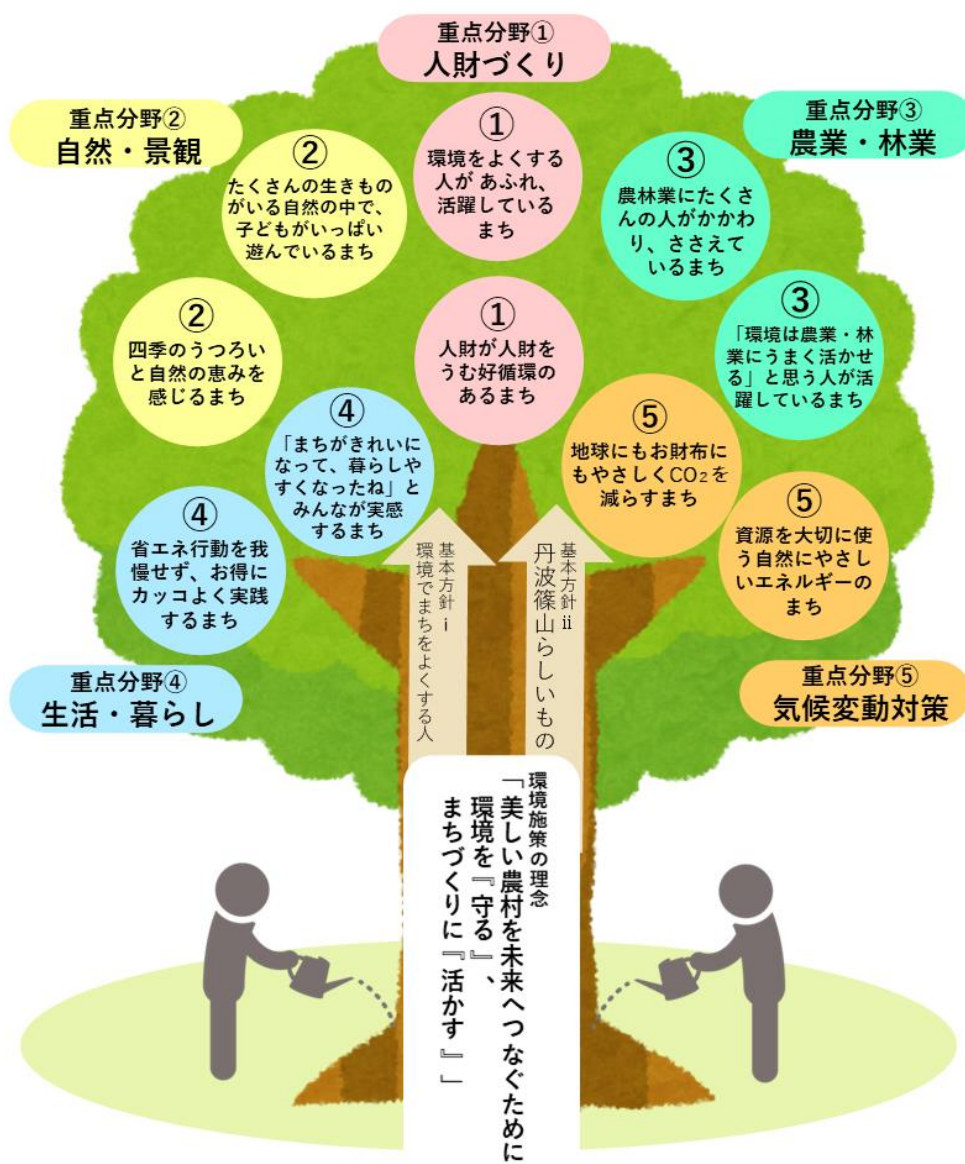 重点分野①
人財づくり
重点分野②
自然・景観
重点分野③
農業・林業
①
環境をよくする
人が あふれ、
活躍している
まち
②
たくさんの生きもの
がいる自然の中で、
子どもがいっぱい
遊んでいるまち
③
農林業にたくさ
んの人がかかわ
り、ささえて
いるまち
②
四季のうつろい
と自然の恵みを
感じるまち
①
人財が人財を
うむ好循環の
あるまち
③
「環境は農業・林
業にうまく活かせ
る」と思う人が活
躍しているまち
④
「まちがきれいに
なって、暮らしや
すくなったね」と
みんなが実感
するまち
⑤
地球にもお財布に
もやさしくCO₂を
減らすまち
④
省エネ行動を我
慢せず、お得に
カッコよく実践
するまち
⑤
資源を大切に使
う自然にやさし
いエネルギーの
まち
基本方針 i
環境でまちをよくする人
基本方針 ii
丹波篠山らしいもの
重点分野④
生活・暮らし
重点分野⑤
気候変動対策
環境施策の理念
「美しい農村を未来へつなぐために
環境を『守る』、
まちづくりに『活かす』」